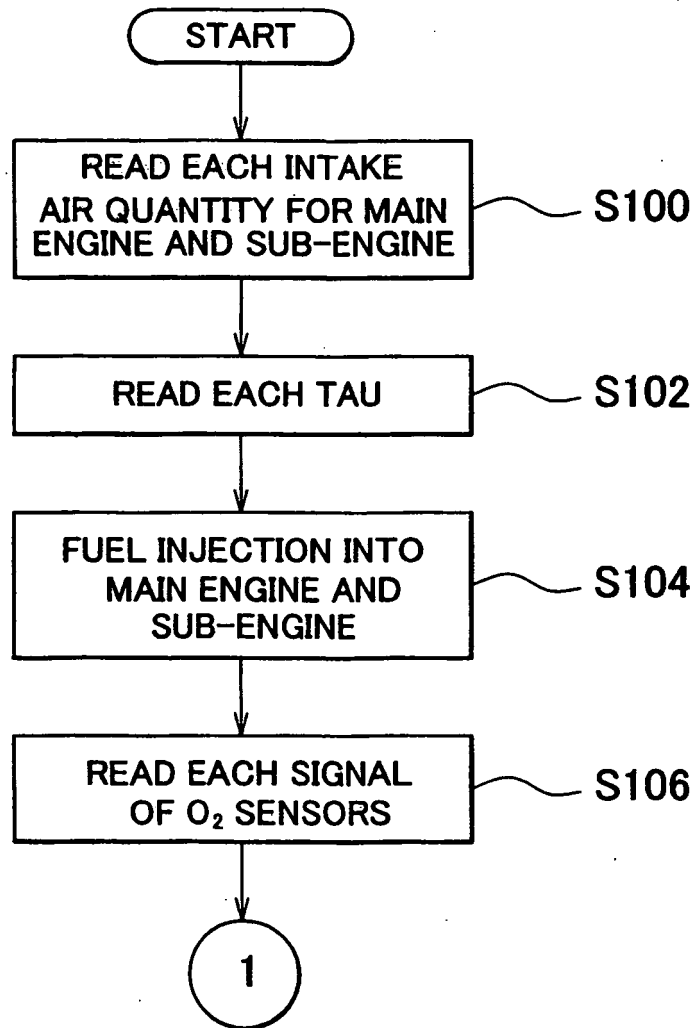 START
READ EACH INTAKE
AIR QUANTITY FOR MAIN
ENGINE AND SUB-ENGINE
S100
READ EACH TAU
S102
FUEL INJECTION INTO
MAIN ENGINE AND
SUB-ENGINE
S104
READ EACH SIGNAL
OF O₂ SENSORS
S106
1